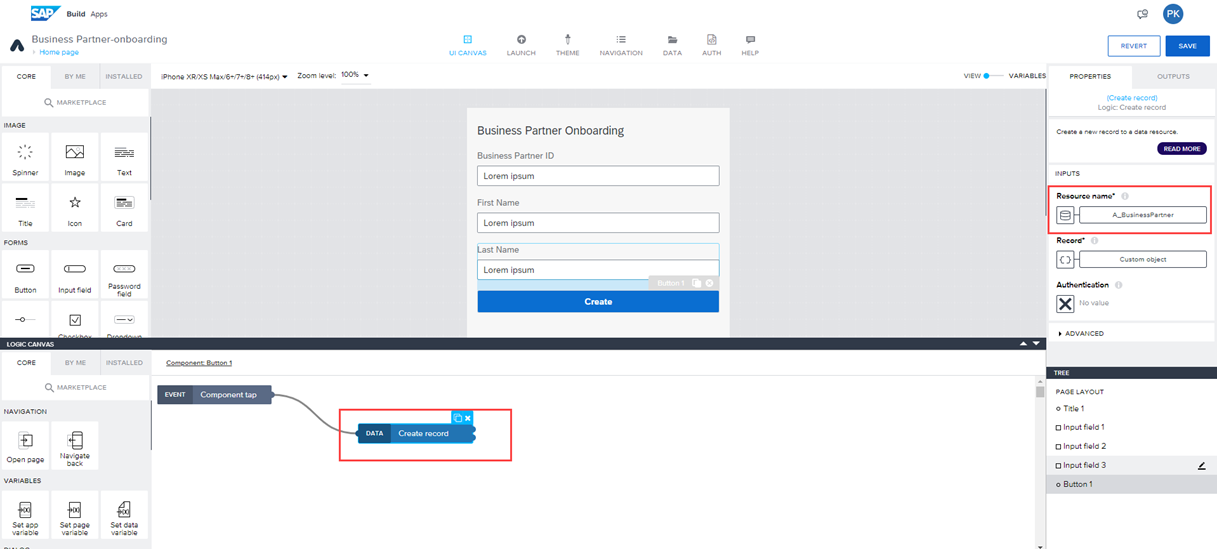 SAP Build Apps
PK
Business Partner-onboarding
› Home page
UI CANVAS
LAUNCH
THEME
NAVIGATION
DATA
AUTH
HELP
REVERT
SAVE
CORE
BY ME
INSTALLED
MARKETPLACE
IMAGE
Spinner
Image
Text
Title
Icon
Card
FORMS
Button
Input field
Password
field
Checkbox
Dropdown
iPhone XR/XS Max/6+/7+/8+ (414px)
Zoom level: 100%
VIEW
VARIABLES
Business Partner Onboarding
Business Partner ID
Lorem ipsum
First Name
Lorem ipsum
Last Name
Lorem ipsum
Button 1
Create
PROPERTIES
OUTPUTS
(Create record)
Logic: Create record
Create a new record to a data resource.
READ MORE
INPUTS
Resource name*
A_BusinessPartner
Record*
Custom object
Authentication
No value
ADVANCED
LOGIC CANVAS
CORE
BY ME
INSTALLED
MARKETPLACE
NAVIGATION
Open page
Navigate
back
VARIABLES
Set app
variable
Set page
variable
Set data
variable
DIALOG
Component: Button 1
EVENT Component tap
DATA Create record
TREE
PAGE LAYOUT
Title 1
Input field 1
Input field 2
Input field 3
Button 1